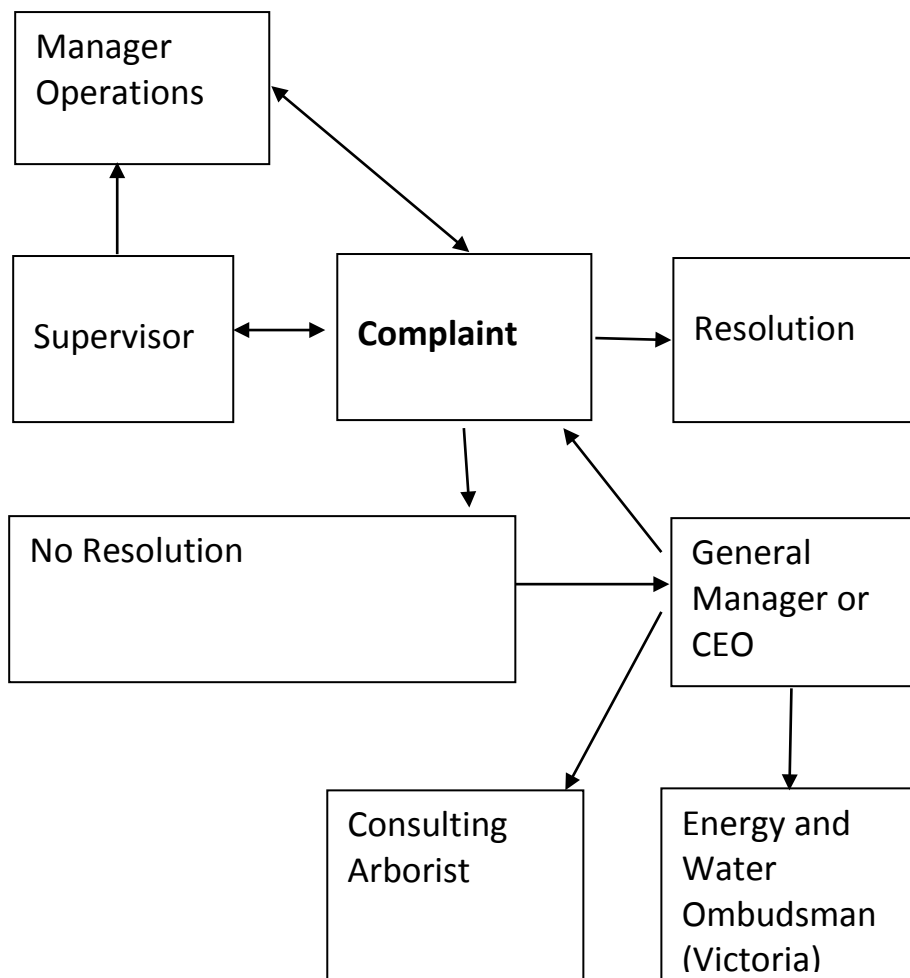 Manager
Operations
Supervisor
Complaint
Resolution
No Resolution
General
Manager or
CEO
Consulting
Arborist
Energy and
Water
Ombudsman
(Victoria)